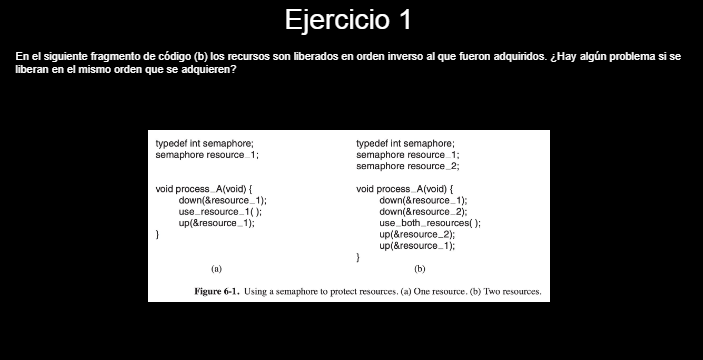 Ejercicio 1
En el siguiente fragmento de código (b) los recursos son liberados en orden inverso al que fueron adquiridos. ¿Hay algún problema si se
liberan en el mismo orden que se adquieren?
typedef int semaphore;
semaphore resource_1;
void process_A(void) {
down(&resource_1);
use_resource_1( );
up(&resource_1);
}
(a)
typedef int semaphore;
semaphore resource_1;
semaphore resource_2;
void process_A(void) {
down(&resource_1);
down(&resource_2);
use_both_resources( );
up(&resource_2);
up(&resource_1);
}
(b)
Figure 6-1. Using a semaphore to protect resources. (a) One resource. (b) Two resources.